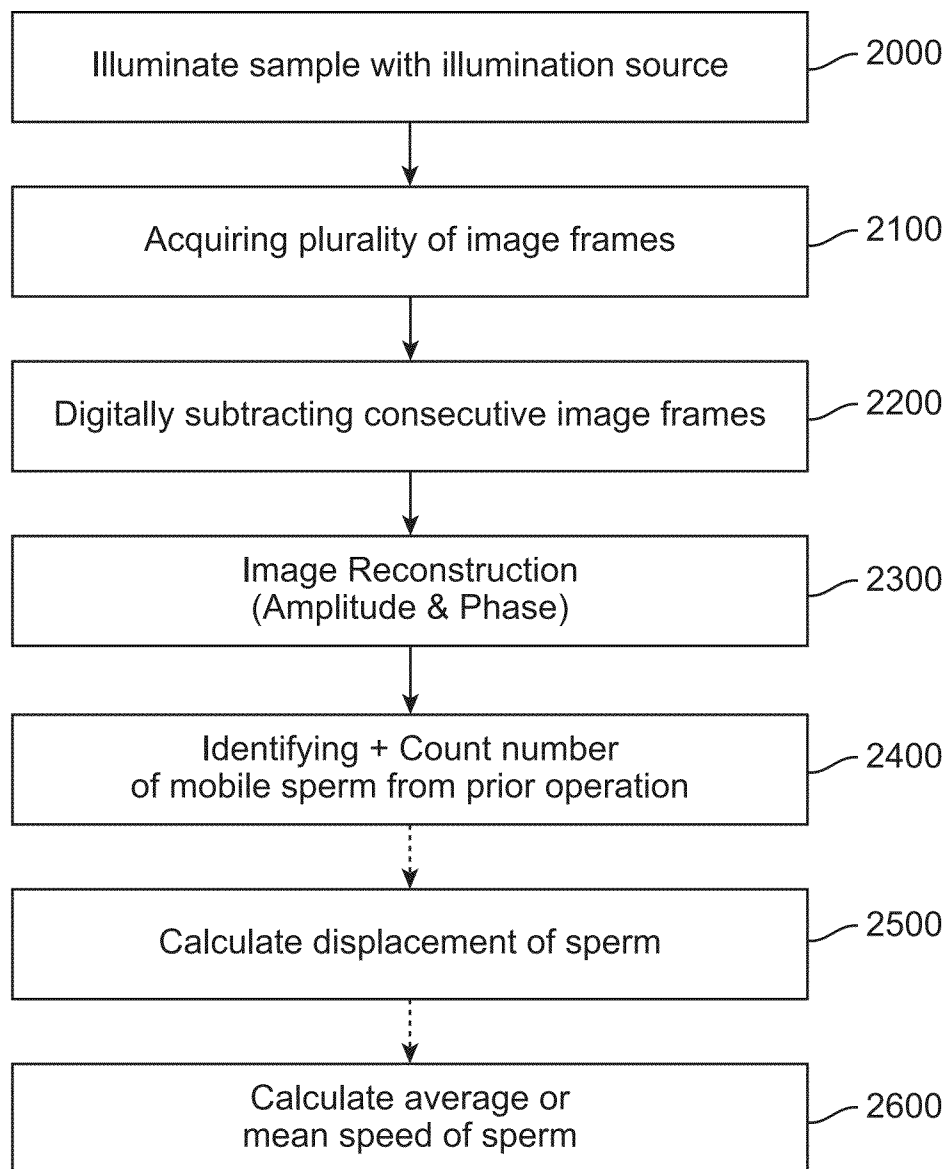 Illuminate sample with illumination source
2000
Acquiring plurality of image frames
2100
Digitally subtracting consecutive image frames
2200
Image Reconstruction
(Amplitude & Phase)
2300
Identifying + Count number
of mobile sperm from prior operation
2400
Calculate displacement of sperm
2500
Calculate average or
mean speed of sperm
2600